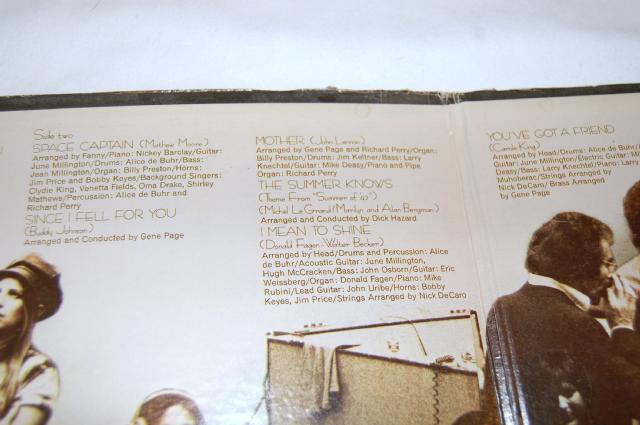 Side two
SPACE CAPTAIN (Mathew Moore)
Arranged by Fanny/Piano: Nickey Barclay/Guitar:
June Millington/Drums: Alice de Buhr/Bass:
Jean Millington/Organ: Billy Preston/Horns:
Jim Price and Bobby Keyes/Background Singers:
Clydie King, Venetta Fields, Oma Drake, Shirley
Mathews/Percussion: Alice de Buhr and
Richard Perry
SINCE I FELL FOR YOU
(Buddy Johnson)
Arranged and Conducted by Gene Page
MOTHER (John Lennon)
Arranged by Gene Page and Richard Perry/Organ:
Billy Preston/Drums: Jim Keltner/Bass: Larry
Knechtel/Guitar: Mike Deasy/Piano and Pipe
Organ: Richard Perry
THE SUMMER KNOWS
(Theme From "Summer of '42")
(Michel Le Grand/Marilyn and Alan Bergman)
Arranged and Conducted by Dick Hazard
I MEAN TO SHINE
(Donald Fagen-Walter Becker)
Arranged by Head/Drums and Percussion: Alice
de Buhr/Acoustic Guitar: June Millington,
Hugh McCracken/Bass: John Osborn/Guitar: Eric
Weissberg/Organ: Donald Fagen/Piano: Mike
Rubini/Lead Guitar: John Uribe/Horns: Bobby
Keyes, Jim Price/Strings Arranged by Nick DeCaro
YOU'VE GOT A FRIEND
(Carole King)
Arranged by Head/Drums: Alice de Buhr/
Guitar: June Millington/Electric Guitar: M
Deasy/Bass: Larry Knechtel/Piano: Larry
Muhoberac/Strings Arranged by
Nick DeCaro/Brass Arranged
by Gene Page